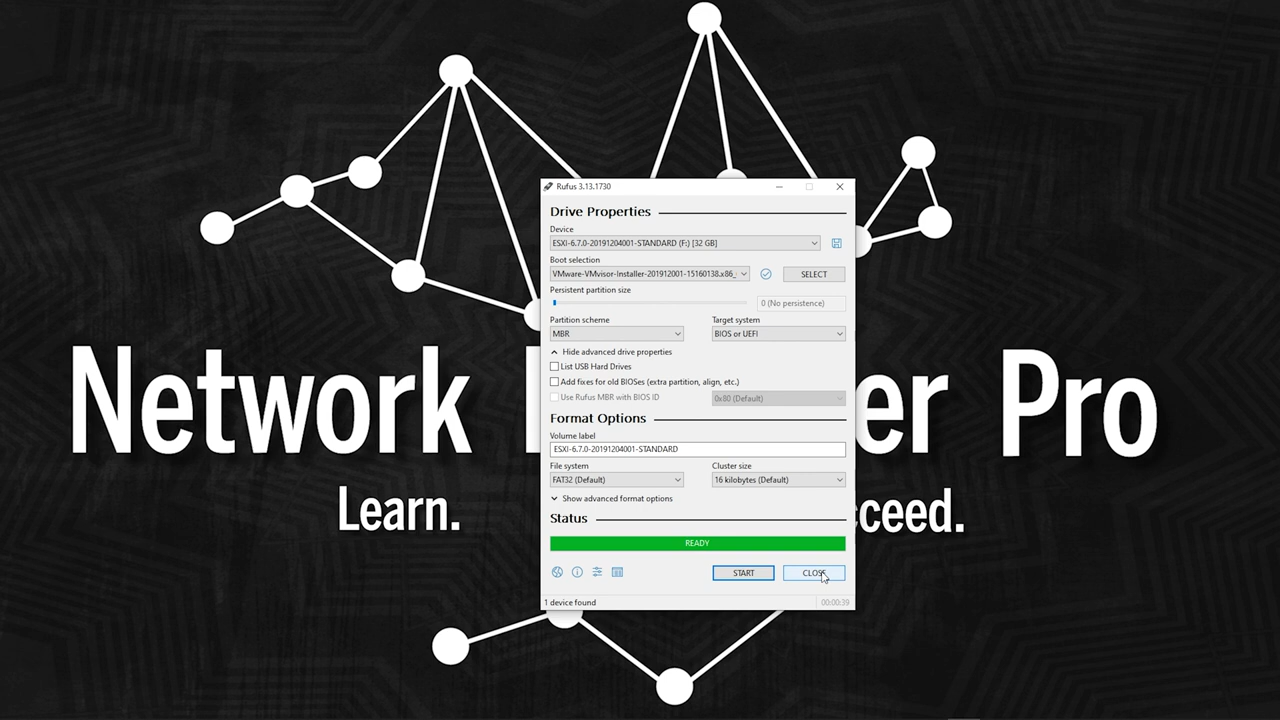 Rufus 3.13.1730
Drive Properties
Device
ESXI-6.7.0-20191204001-STANDARD (F:) [32 GB]
Boot selection
VMware-VMvisor-Installer-201912001-15160138.x86_
SELECT
Persistent partition size
0 (No persistence)
Partition scheme
Target system
MBR
BIOS or UEFI
Hide advanced drive properties
List USB Hard Drives
Add fixes for old BIOSes (extra partition, align, etc.)
Use Rufus MBR with BIOS ID
0x80 (Default)
Format Options
Volume label
ESXI-6.7.0-20191204001-STANDARD
File system
Cluster size
FAT32 (Default)
16 kilobytes (Default)
Show advanced format options
Status
READY
START
CLOSE
1 device found
00:00:39
Network er Pro
Learn. cceed.